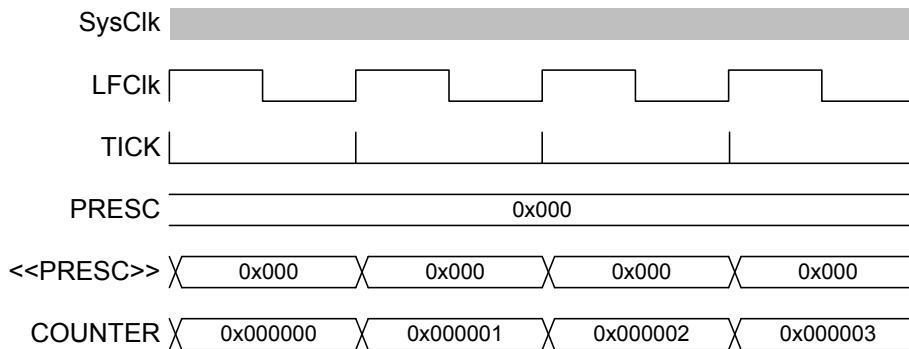 SysClk
LFClk
TICK
PRESC 0x000
<<PRESC>> 0x000 0x000 0x000 0x000
COUNTER 0x000000 0x000001 0x000002 0x000003